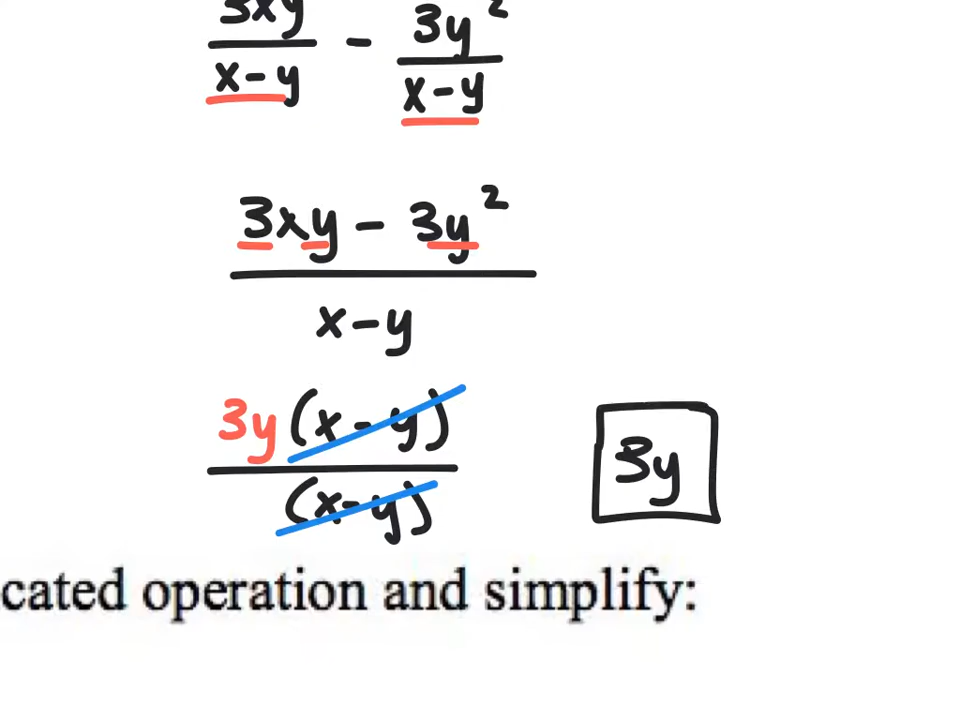 3xy / x-y - 3y² / x-y
3xy - 3y²
x-y
3y(x-y)
(x-y)
3y
cated operation and simplify: